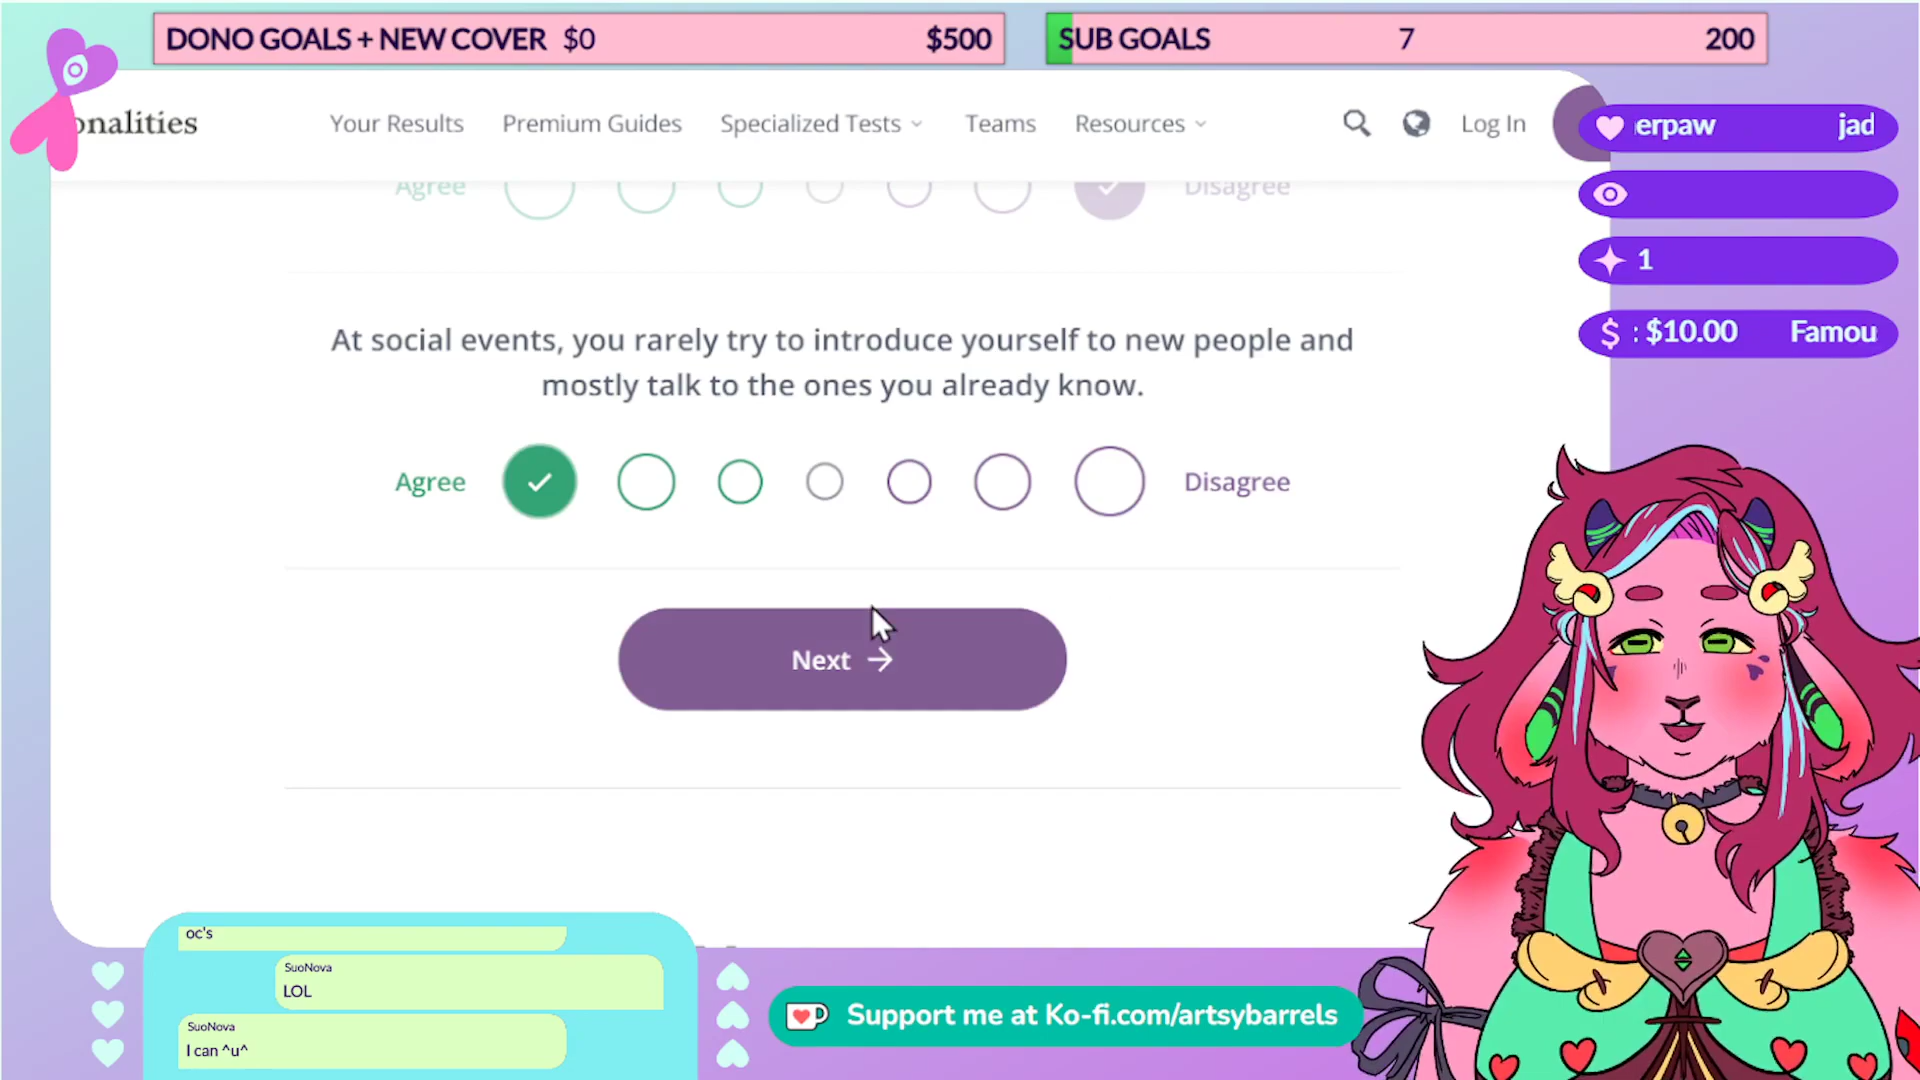 DONO GOALS + NEW COVER $0 $500
SUB GOALS 7 200
onalities
Your Results
Premium Guides
Specialized Tests
Teams
Resources
Log In
erpaw jad
1
: $10.00 Famou
Agree
Disagree
At social events, you rarely try to introduce yourself to new people and
mostly talk to the ones you already know.
Agree
Disagree
Next →
oc's
SuoNova
LOL
SuoNova
I can ^u^
Support me at Ko-fi.com/artsybarrels